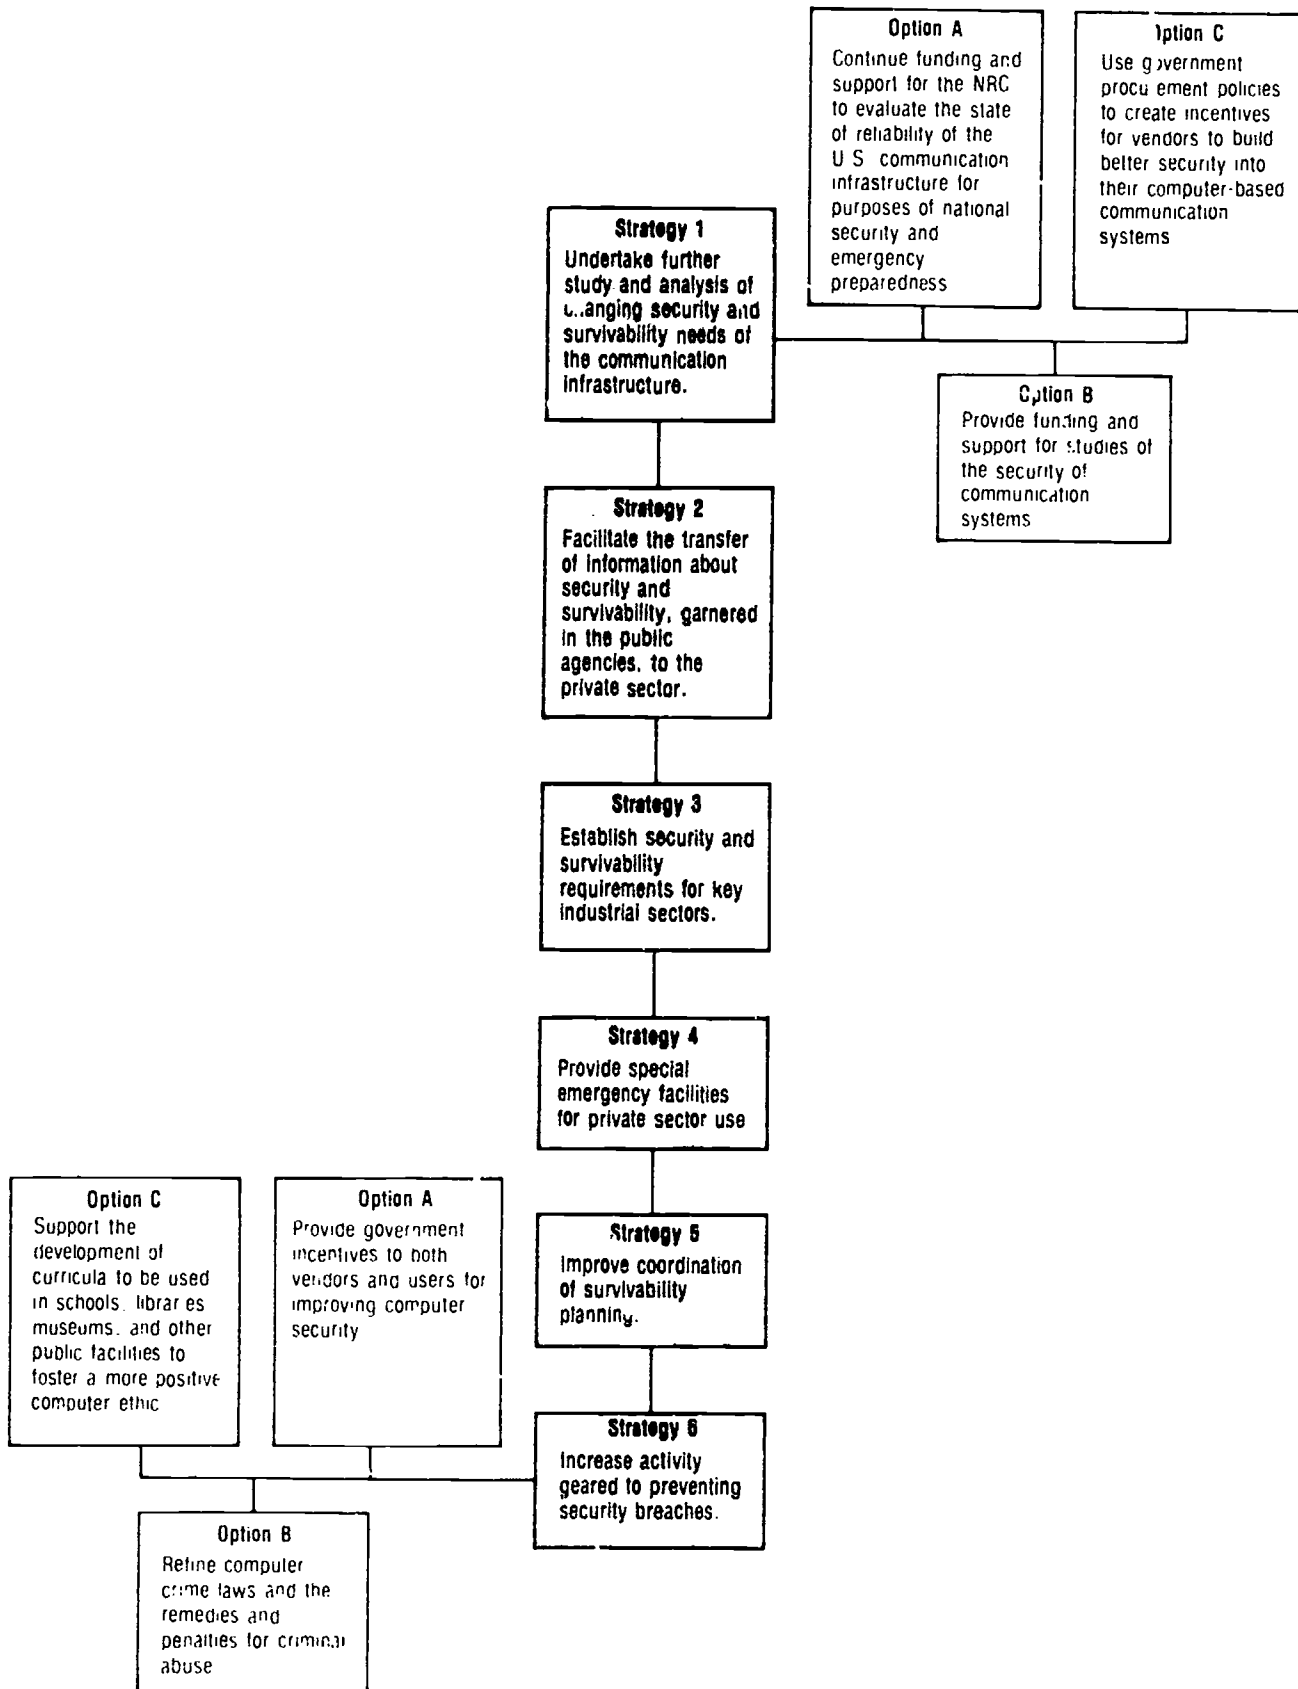 Option A
Continue funding and
support for the NRC
to evaluate the state
of reliability of the
U S communication
infrastructure for
purposes of national
security and
emergency
preparedness
ption C
Use government
procu ement policies
to create incentives
for vendors to build
better security into
their computer-based
communication
systems
Option B
Provide funding and
support for studies of
the security of
communication
systems
Strategy 1
Undertake further
study and analysis of
c..anging security and
survivability needs of
the communication
infrastructure.
Strategy 2
Facilitate the transfer
of information about
security and
survivability, garnered
in the public
agencies, to the
private sector.
Strategy 3
Establish security and
survivability
requirements for key
industrial sectors.
Strategy 4
Provide special
emergency facilities
for private sector use
Strategy 5
Improve coordination
of survivability
planning.
Strategy 6
Increase activity
geared to preventing
security breaches.
Option C
Support the
development of
curricula to be used
in schools. librar es
museums. and other
public facilities to
foster a more positive
computer ethic
Option A
Provide government
incentives to both
vendors and users for
improving computer
security
Option B
Refine computer
crime laws and the
remedies and
penalties for criminal
abuse